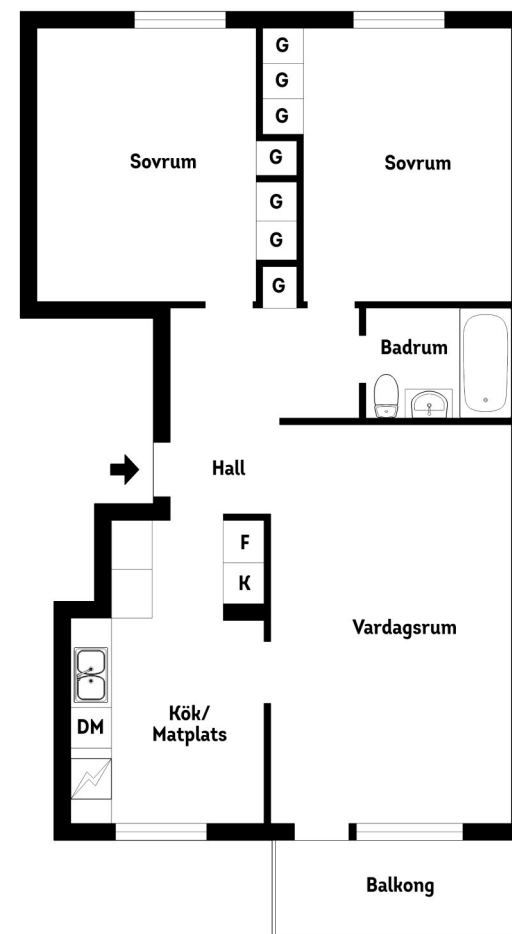 G
G
G
G
G
G
G
Sovrum
Sovrum
Badrum
Hall
F
K
Vardagsrum
Kök/
Matplats
DM
Balkong